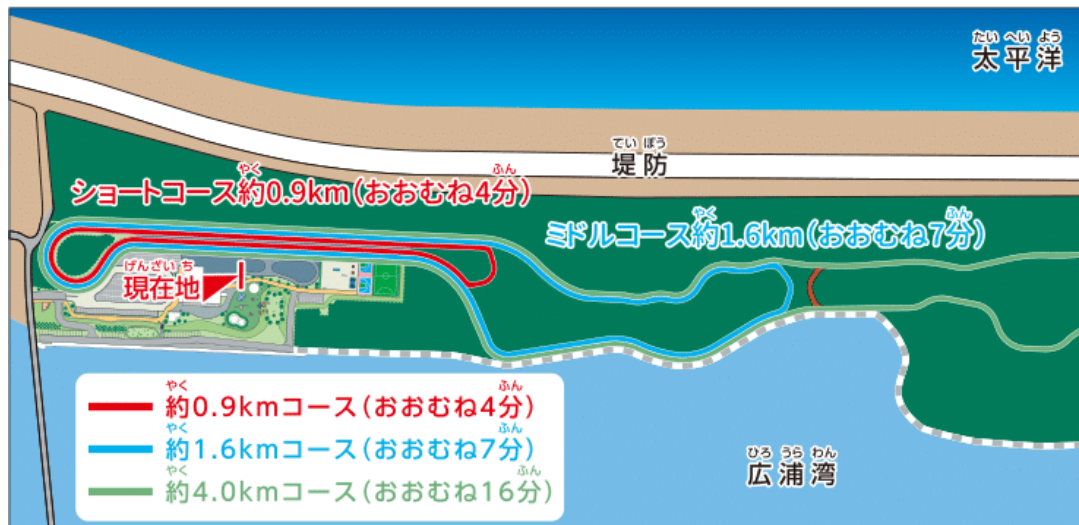 たいへいよう
太平洋
ていぼう
堤防
やく ふん
ショートコース約0.9km(おおむね4分)
やく ふん
ミドルコース約1.6km(おおむね7分)
げんざいち
現在地
やく ふん
約0.9kmコース(おおむね4分)
やく ふん
約1.6kmコース(おおむね7分)
やく ふん
約4.0kmコース(おおむね16分)
ひろうらわん
広浦湾